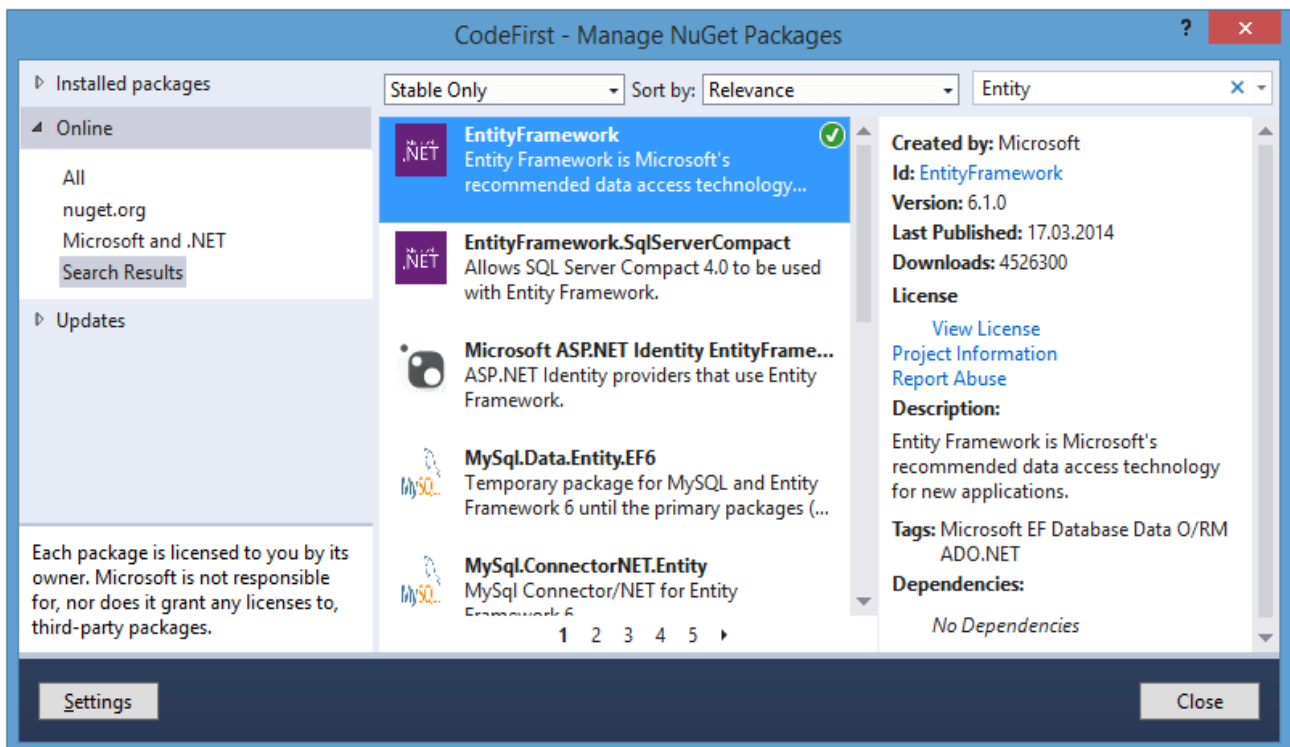 CodeFirst - Manage NuGet Packages
?
Installed packages
Online
All
nuget.org
Microsoft and .NET
Search Results
Updates
Each package is licensed to you by its
owner. Microsoft is not responsible
for, nor does it grant any licenses to,
third-party packages.
Stable Only
Sort by:
Relevance
Entity
.NET
EntityFramework
Entity Framework is Microsoft's
recommended data access technology...
.NET
EntityFramework.SqlServerCompact
Allows SQL Server Compact 4.0 to be used
with Entity Framework.
Microsoft ASP.NET Identity EntityFrame...
ASP.NET Identity providers that use Entity
Framework.
MySQL...
MySql.Data.Entity.EF6
Temporary package for MySQL and Entity
Framework 6 until the primary packages (...
MySQL...
MySql.ConnectorNET.Entity
MySql Connector/NET for Entity
Framework 6
1 2 3 4 5
Created by: Microsoft
Id: EntityFramework
Version: 6.1.0
Last Published: 17.03.2014
Downloads: 4526300
License
View License
Project Information
Report Abuse
Description:
Entity Framework is Microsoft's
recommended data access technology
for new applications.
Tags: Microsoft EF Database Data O/RM
ADO.NET
Dependencies:
No Dependencies
Settings
Close